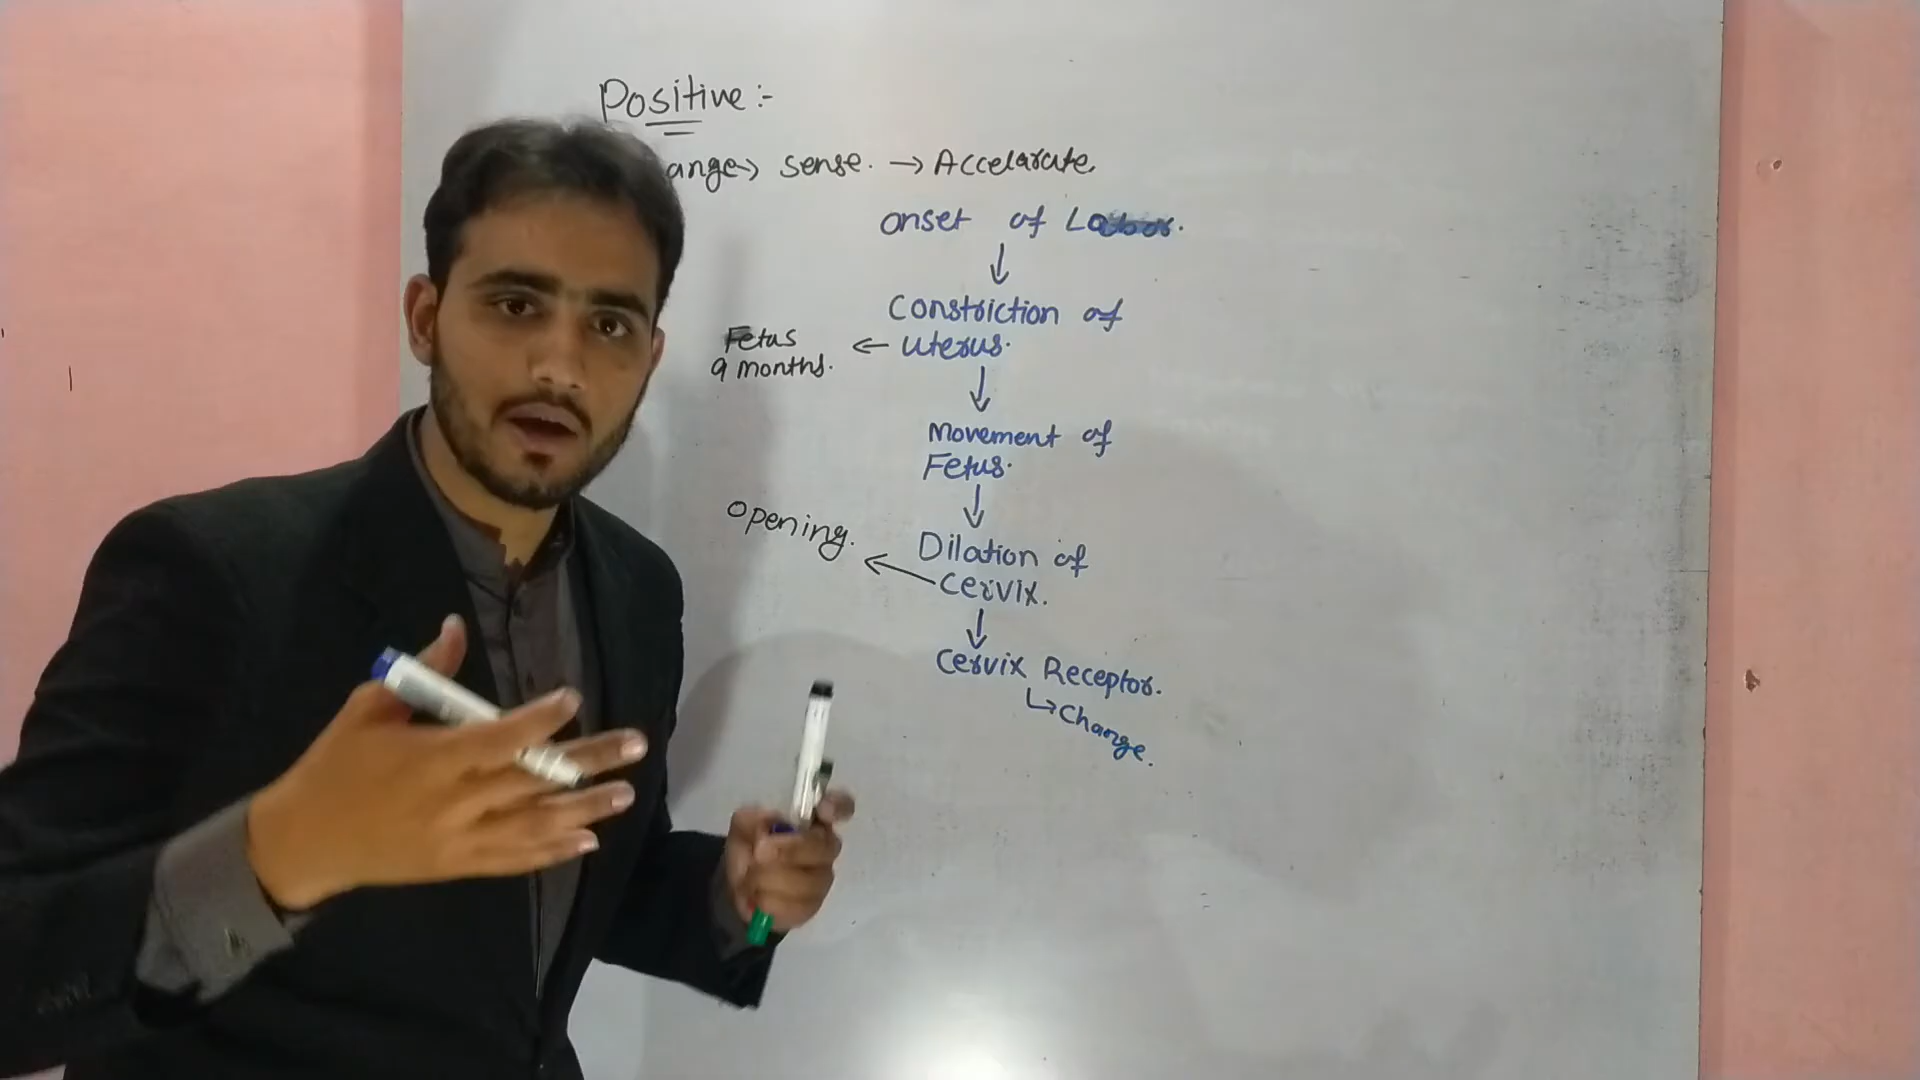 Positive :-
ange → sense. → Accelarate.
onset of Labor.
Constriction of
Uterus.
Fetus
9 months.
Movement of
Fetus.
Opening.
Dilation of
Cervix.
Cervix Receptor.
Change.